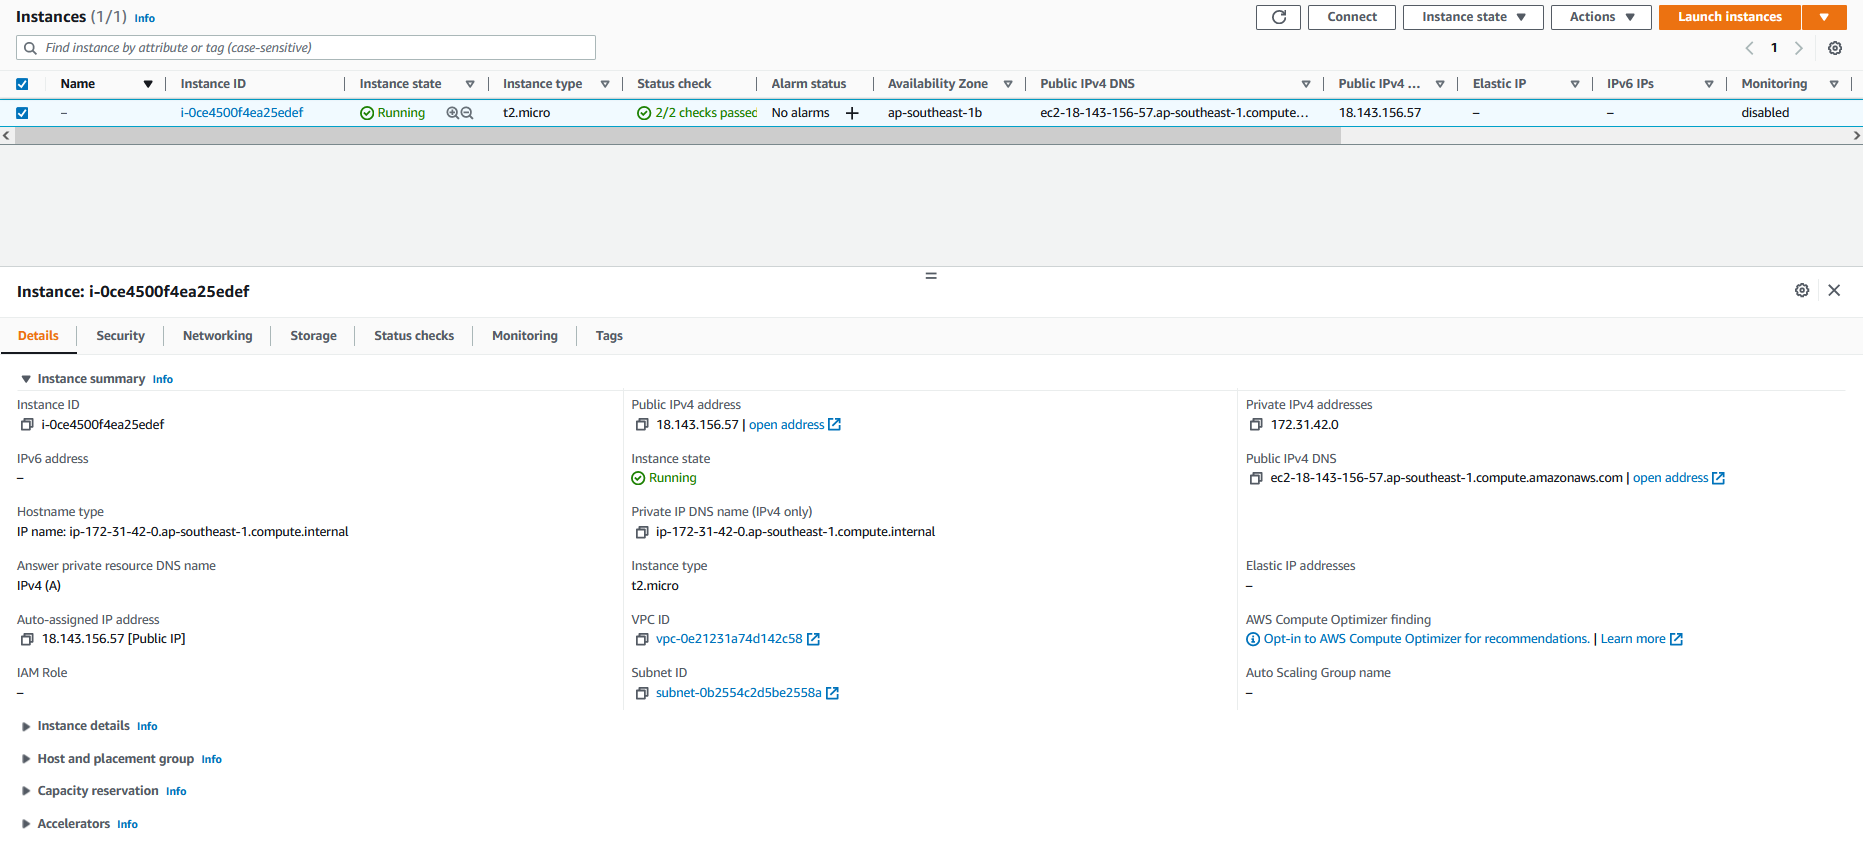 Instances (1/1) Info
Connect Instance state Actions Launch instances
Find instance by attribute or tag (case-sensitive) 1
Name Instance ID Instance state Instance type Status check Alarm status Availability Zone Public IPv4 DNS Public IPv4 ... Elastic IP IPv6 IPs Monitoring
– i-0ce4500f4ea25edef Running t2.micro 2/2 checks passed No alarms + ap-southeast-1b ec2-18-143-156-57.ap-southeast-1.compute... 18.143.156.57 – – disabled
Instance: i-0ce4500f4ea25edef
Details Security Networking Storage Status checks Monitoring Tags
Instance summary Info
Instance ID Public IPv4 address Private IPv4 addresses
i-0ce4500f4ea25edef 18.143.156.57 | open address 172.31.42.0
IPv6 address Instance state Public IPv4 DNS
– Running ec2-18-143-156-57.ap-southeast-1.compute.amazonaws.com | open address
Hostname type Private IP DNS name (IPv4 only)
IP name: ip-172-31-42-0.ap-southeast-1.compute.internal ip-172-31-42-0.ap-southeast-1.compute.internal
Answer private resource DNS name Instance type Elastic IP addresses
IPv4 (A) t2.micro –
Auto-assigned IP address VPC ID AWS Compute Optimizer finding
18.143.156.57 [Public IP] vpc-0e21231a74d142c58 Opt-in to AWS Compute Optimizer for recommendations. | Learn more
IAM Role Subnet ID Auto Scaling Group name
– subnet-0b2554c2d5be2558a –
Instance details Info
Host and placement group Info
Capacity reservation Info
Accelerators Info